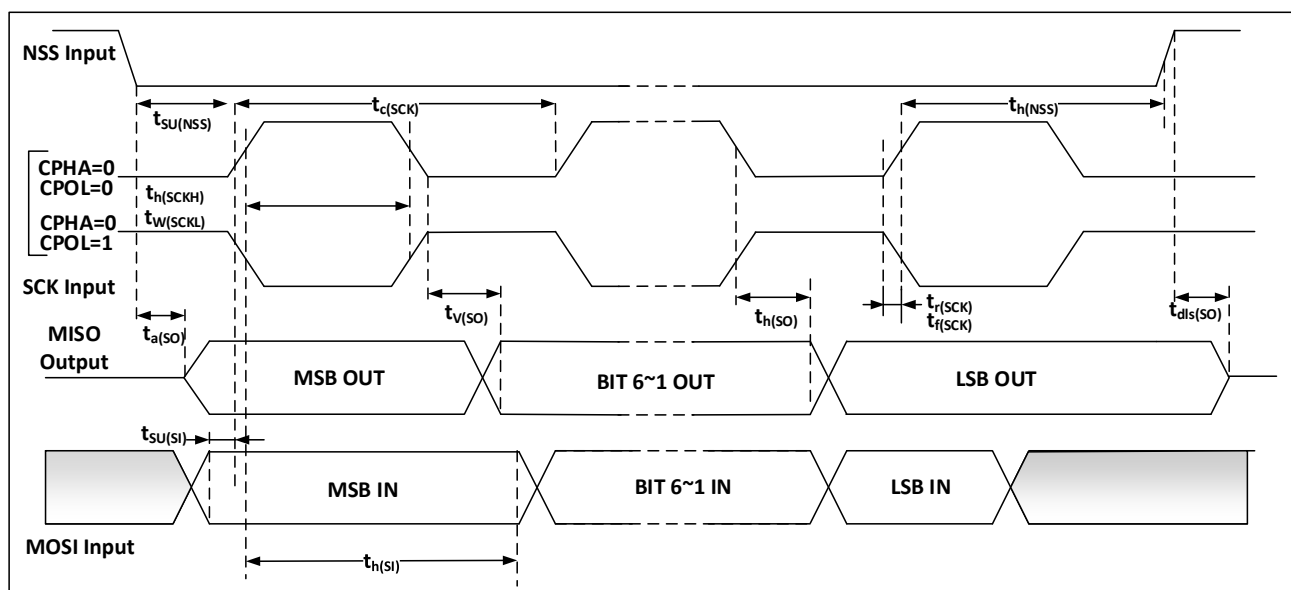 NSS Input
tSU(NSS)
tc(SCK)
th(NSS)
CPHA=0
CPOL=0
th(SCKH)
tW(SCKL)
CPHA=0
CPOL=1
SCK Input
ta(SO)
tV(SO)
th(SO)
tr(SCK)
tf(SCK)
tdIs(SO)
MISO
Output
MSB OUT
BIT 6~1 OUT
LSB OUT
tSU(SI)
MSB IN
BIT 6~1 IN
LSB IN
MOSI Input
th(SI)